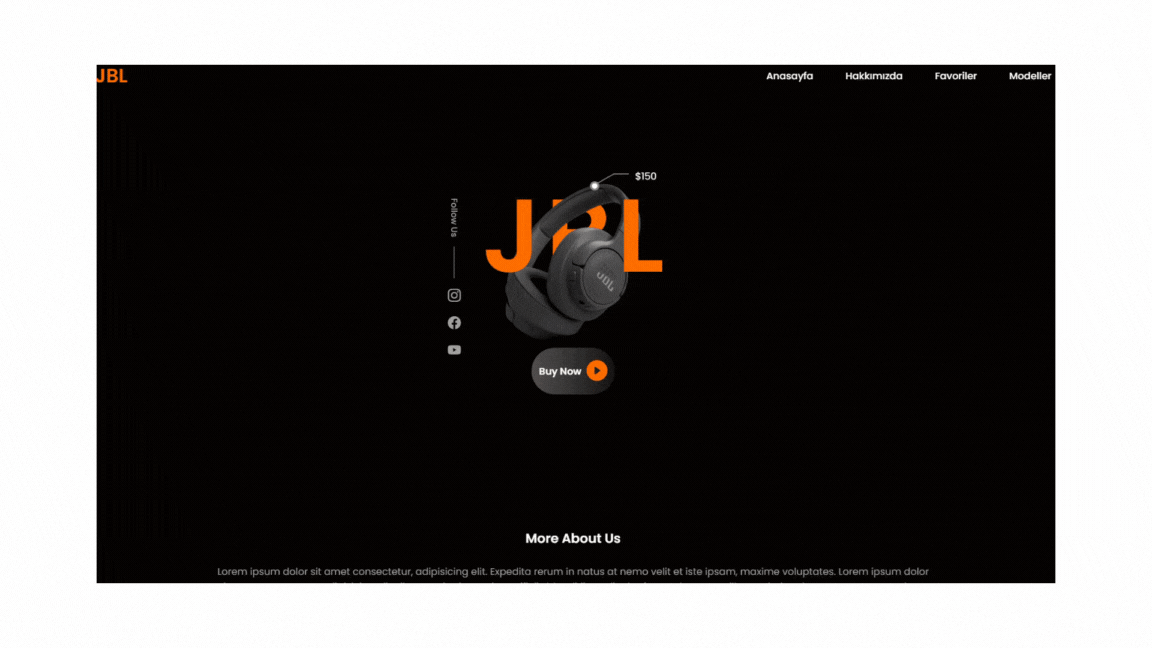 JBL
Anasayfa Hakkımızda Favoriler Modeller
$150
Follow Us
JBL
JBL
Buy Now
More About Us
Lorem ipsum dolor sit amet consectetur, adipisicing elit. Expedita rerum in natus at nemo velit et iste ipsam, maxime voluptates. Lorem ipsum dolor